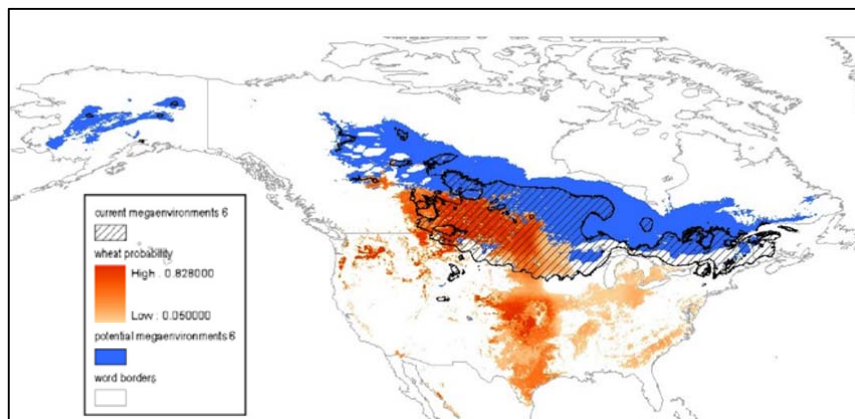 current megaenvironments 6
wheat probability
High : 0.828000
Low : 0.050000
potential megaenvironments 6
word borders